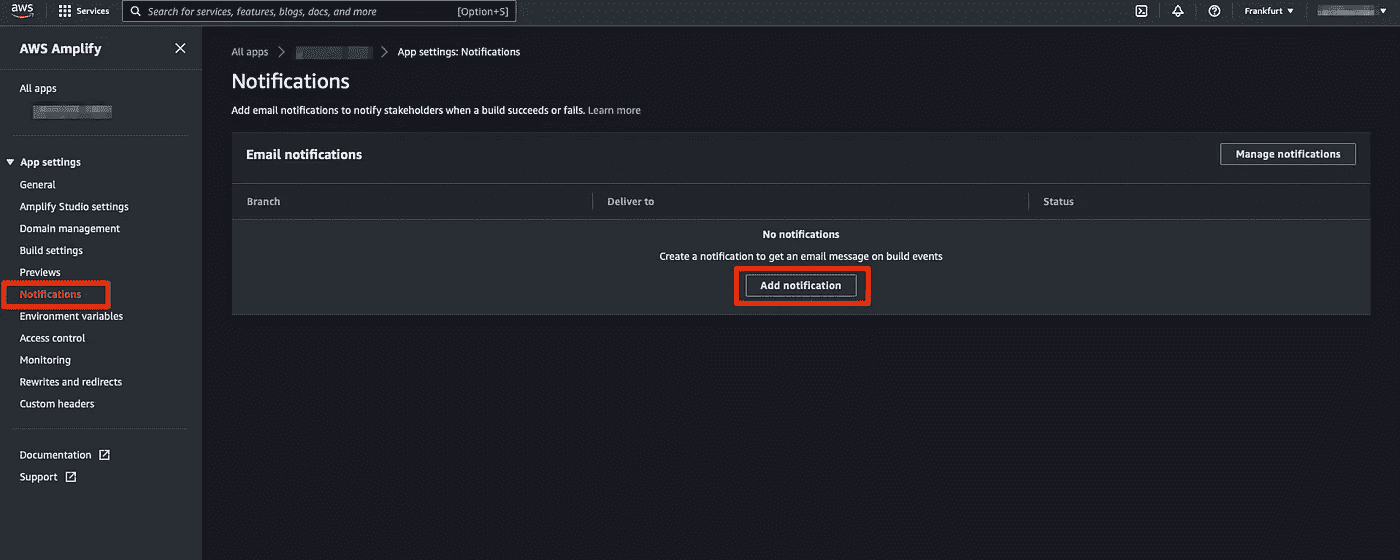 aws
Services
Search for services, features, blogs, docs, and more
[Option+S]
Frankfurt
AWS Amplify
All apps
App settings
General
Amplify Studio settings
Domain management
Build settings
Previews
Notifications
Environment variables
Access control
Monitoring
Rewrites and redirects
Custom headers
Documentation
Support
All apps
App settings: Notifications
Notifications
Add email notifications to notify stakeholders when a build succeeds or fails. Learn more
Email notifications
Manage notifications
Branch
Deliver to
Status
No notifications
Create a notification to get an email message on build events
Add notification